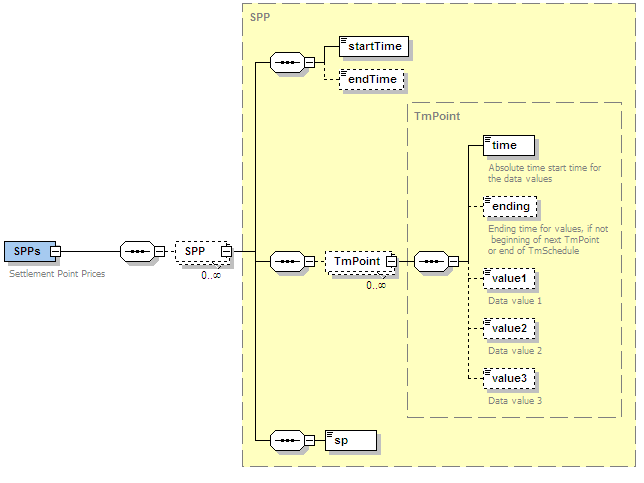 SPP
startTime
endTime
TmPoint
time
Absolute time start time for
the data values
ending
Ending time for values, if not
beginning of next TmPoint
or end of TmSchedule
SPPs
Settlement Point Prices
SPP
0..∞
TmPoint
0..∞
value1
Data value 1
value2
Data value 2
value3
Data value 3
sp